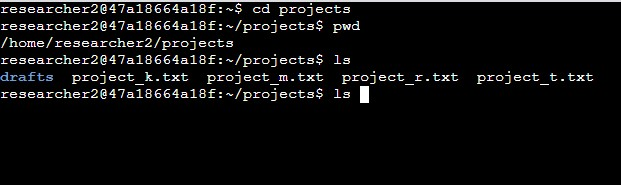 researcher2@47a18664a18f:~$ cd projects
researcher2@47a18664a18f:~/projects$ pwd
/home/researcher2/projects
researcher2@47a18664a18f:~/projects$ ls
drafts  project_k.txt  project_m.txt  project_r.txt  project_t.txt
researcher2@47a18664a18f:~/projects$ ls